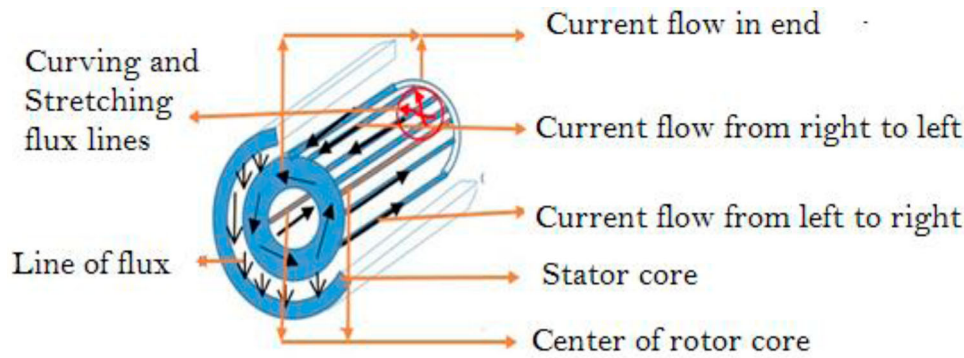 Current flow in end
Curving and
Stretching
flux lines
Current flow from right to left
Current flow from left to right
Line of flux
Stator core
Center of rotor core